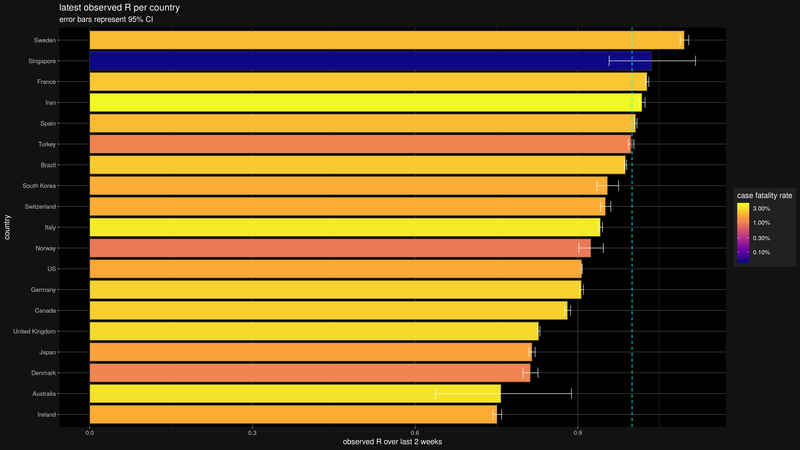 latest observed R per country
error bars represent 95% CI
Sweden
Singapore
France
Iran
Spain
Turkey
Brazil
South Korea
Switzerland
Italy
Norway
US
Germany
Canada
United Kingdom
Japan
Denmark
Australia
Ireland
country
0.0
0.3
0.6
0.9
observed R over last 2 weeks
case fatality rate
3.00%
1.00%
0.30%
0.10%